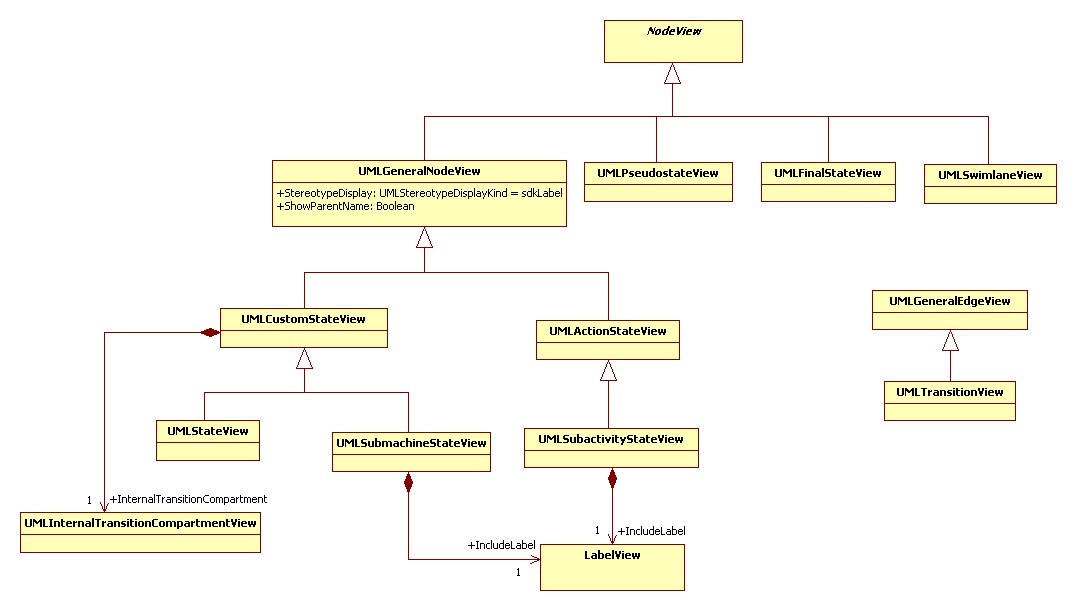 NodeView
UMLGeneralNodeView
+StereotypeDisplay: UMLStereotypeDisplayKind = sdkLabel
+ShowParentName: Boolean
UMLPseudostateView
UMLFinalStateView
UMLSwimlaneView
UMLCustomStateView
UMLActionStateView
UMLGeneralEdgeView
UMLTransitionView
UMLStateView
UMLSubmachineStateView
UMLSubactivityStateView
1
+InternalTransitionCompartment
UMLInternalTransitionCompartmentView
1
+IncludeLabel
+IncludeLabel
1
LabelView